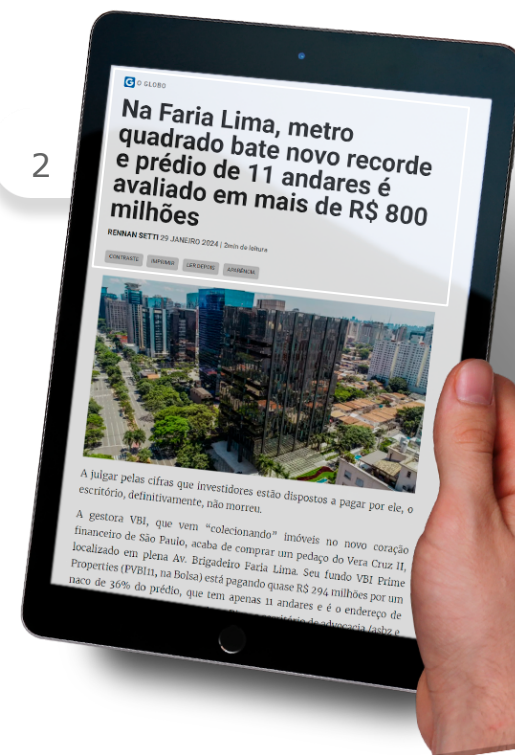 2
G O GLOBO
Na Faria Lima, metro
quadrado bate novo recorde
e prédio de 11 andares é
avaliado em mais de R$ 800
milhões
RENNAN SETTI 29 JANEIRO 2024 | 2min de leitura
CONTRASTE IMPRIMIR LER DEPOIS APARÊNCIA
A julgar pelas cifras que investidores estão dispostos a pagar por ele, o
escritório, definitivamente, não morreu.
A gestora VBI, que vem “colecionando” imóveis no novo coração
financeiro de São Paulo, acaba de comprar um pedaço do Vera Cruz II,
localizado em plena Av. Brigadeiro Faria Lima. Seu fundo VBI Prime
Properties (PVBI11, na Bolsa) está pagando quase R$ 294 milhões por um
naco de 36% do prédio, que tem apenas 11 andares e é o endereço de
de advocacia